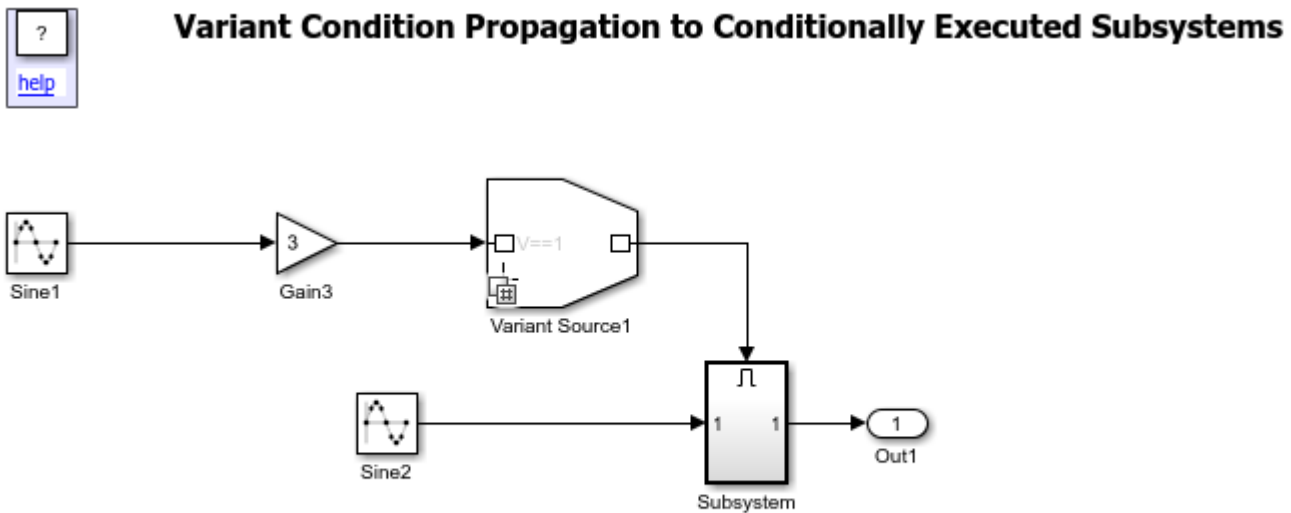 ?
Variant Condition Propagation to Conditionally Executed Subsystems
help
3
V==1
Sine1
Gain3
Variant Source1
1
1
1
Sine2
Out1
Subsystem